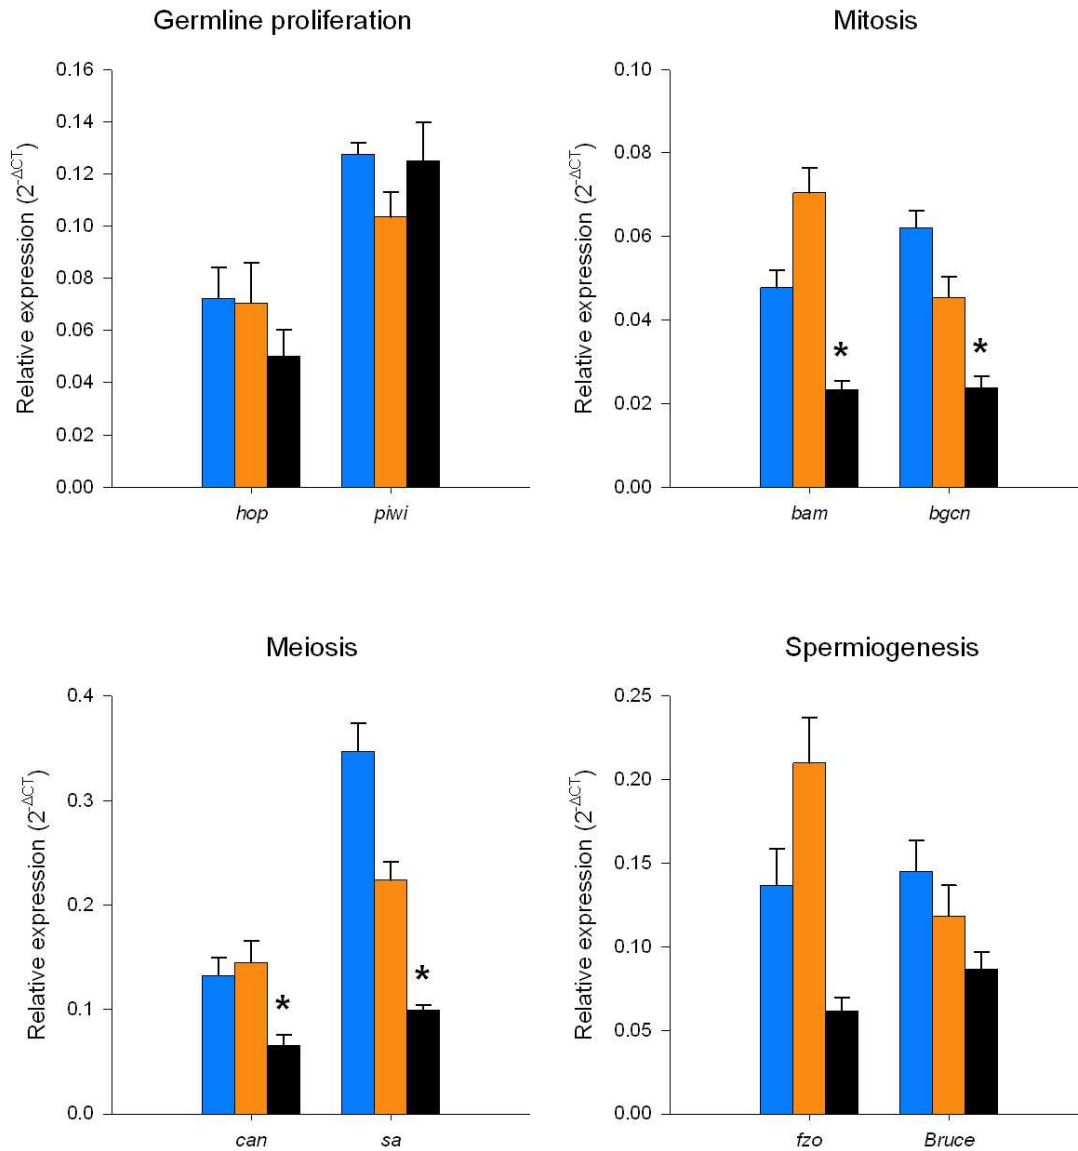 Germline proliferation
Relative expression (2^-ΔCT)
0.16
0.14
0.12
0.10
0.08
0.06
0.04
0.02
0.00
hop piwi
Mitosis
Relative expression (2^-ΔCT)
0.10
0.08
0.06
0.04
0.02
0.00
* *
bam bgcn
Meiosis
Relative expression (2^-ΔCT)
0.4
0.3
0.2
0.1
0.0
* *
can sa
Spermiogenesis
Relative expression (2^-ΔCT)
0.25
0.20
0.15
0.10
0.05
0.00
fzo Bruce